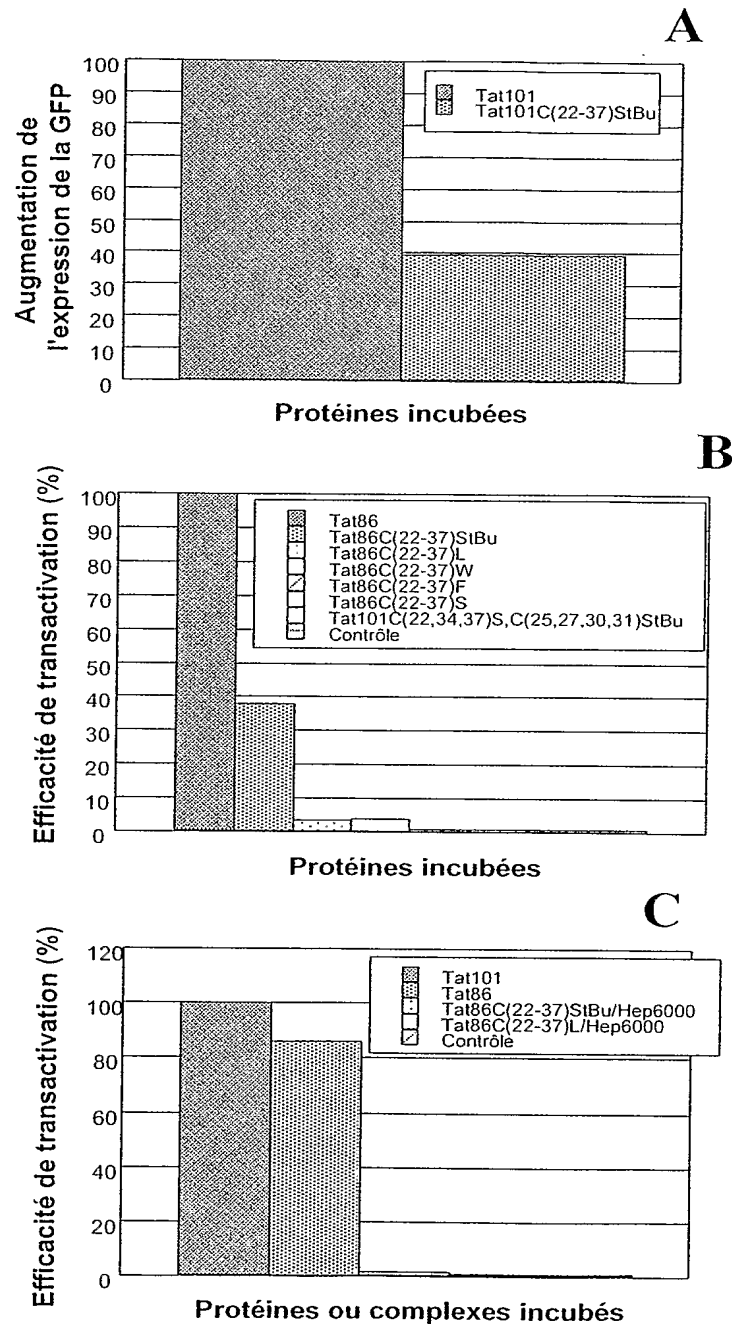 A
Augmentation de
l'expression de la GFP
100
90
80
70
60
50
40
30
20
10
0
Tat101
Tat101C(22-37)StBu
Protéines incubées
B
Efficacité de transactivation (%)
100
90
80
70
60
50
40
30
20
10
0
Tat86
Tat86C(22-37)StBu
Tat86C(22-37)L
Tat86C(22-37)W
Tat86C(22-37)F
Tat86C(22-37)S
Tat101C(22,34,37)S,C(25,27,30,31)StBu
Contrôle
Protéines incubées
C
Efficacité de transactivation (%)
120
100
80
60
40
20
0
Tat101
Tat86
Tat86C(22-37)StBu/Hep6000
Tat86C(22-37)L/Hep6000
Contrôle
Protéines ou complexes incubés